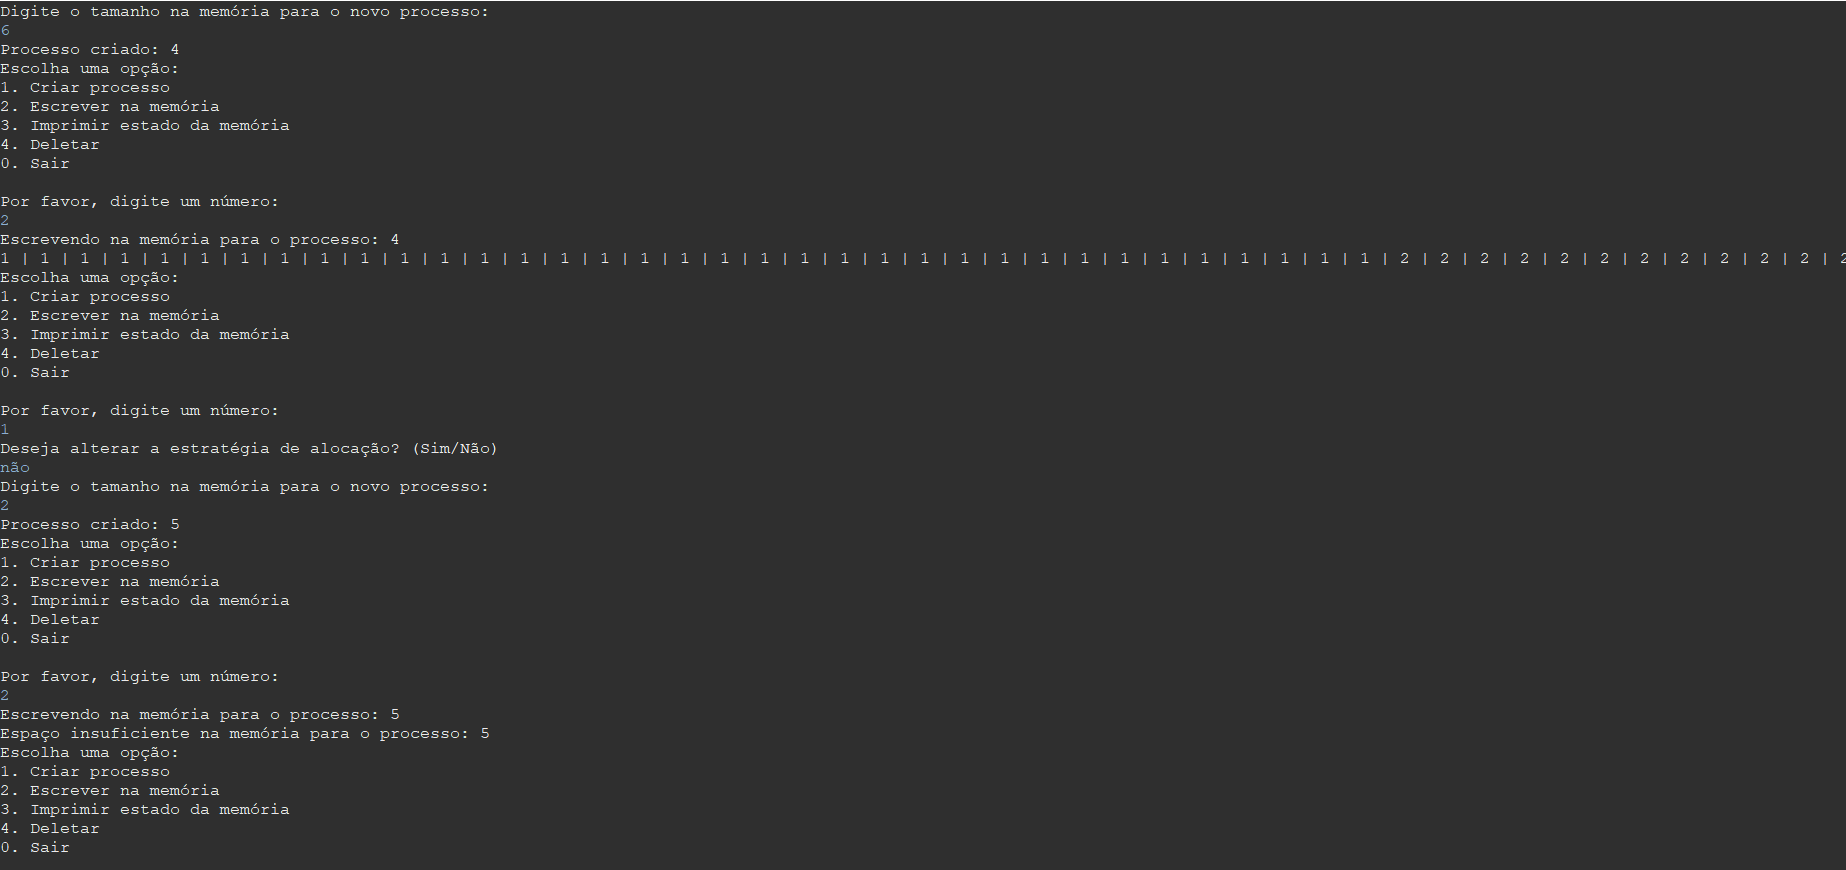 Digite o tamanho na memória para o novo processo:
6
Processo criado: 4
Escolha uma opção:
1. Criar processo
2. Escrever na memória
3. Imprimir estado da memória
4. Deletar
0. Sair
Por favor, digite um número:
2
Escrevendo na memória para o processo: 4
1 | 1 | 1 | 1 | 1 | 1 | 1 | 1 | 1 | 1 | 1 | 1 | 1 | 1 | 1 | 1 | 1 | 1 | 1 | 1 | 1 | 1 | 1 | 1 | 1 | 1 | 1 | 1 | 1 | 1 | 1 | 1 | 1 | 1 | 1 | 2 | 2 | 2 | 2 | 2 | 2 | 2 | 2 | 2 | 2 | 2 | 2
Escolha uma opção:
1. Criar processo
2. Escrever na memória
3. Imprimir estado da memória
4. Deletar
0. Sair
Por favor, digite um número:
1
Deseja alterar a estratégia de alocação? (Sim/Não)
não
Digite o tamanho na memória para o novo processo:
2
Processo criado: 5
Escolha uma opção:
1. Criar processo
2. Escrever na memória
3. Imprimir estado da memória
4. Deletar
0. Sair
Por favor, digite um número:
2
Escrevendo na memória para o processo: 5
Espaço insuficiente na memória para o processo: 5
Escolha uma opção:
1. Criar processo
2. Escrever na memória
3. Imprimir estado da memória
4. Deletar
0. Sair